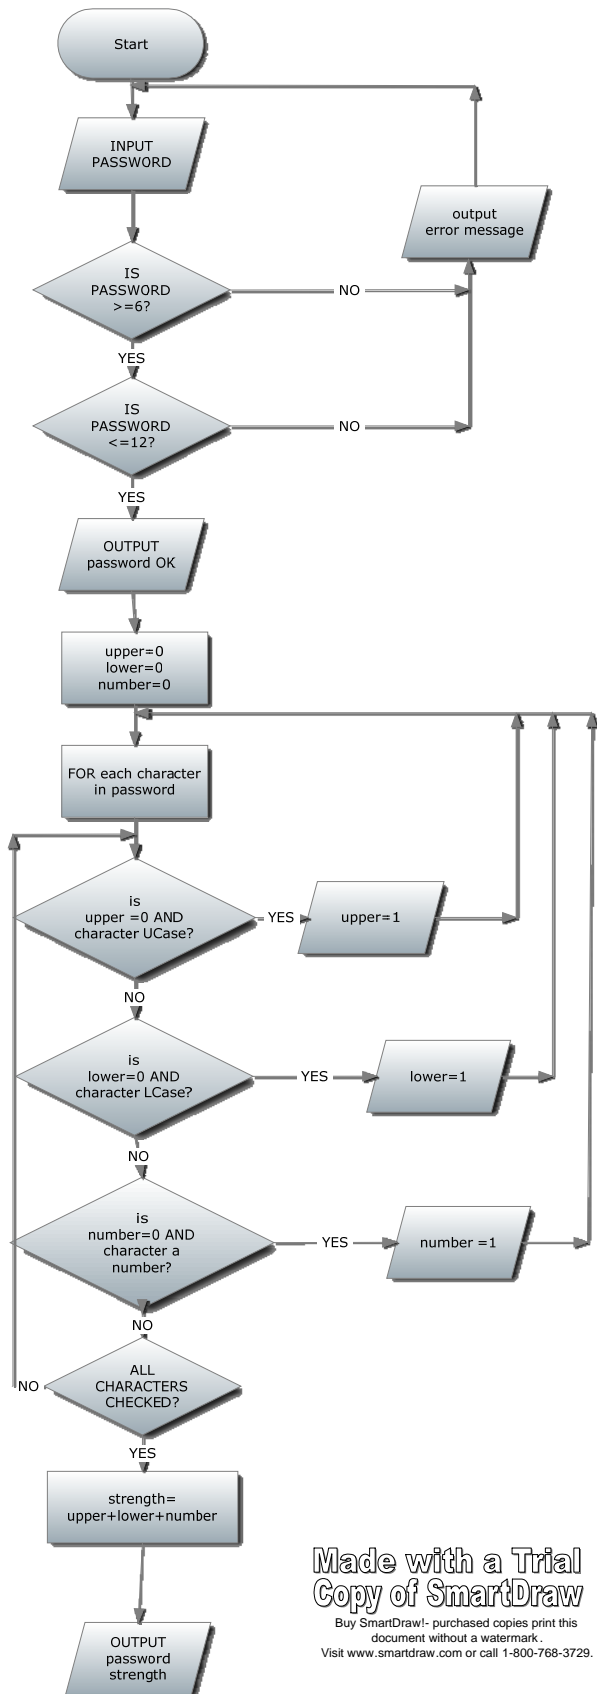 Start
INPUT
PASSWORD
output
error message
IS
PASSWORD
>=6?
NO
YES
IS
PASSWORD
<=12?
NO
YES
OUTPUT
password OK
upper=0
lower=0
number=0
FOR each character
in password
is
upper =0 AND
character UCase?
YES
upper=1
NO
is
lower=0 AND
character LCase?
YES
lower=1
NO
is
number=0 AND
character a
number?
YES
number =1
NO
ALL
CHARACTERS
CHECKED?
NO
YES
strength=
upper+lower+number
OUTPUT
password
strength
Made with a Trial
Copy of SmartDraw
Buy SmartDraw!- purchased copies print this
document without a watermark .
Visit www.smartdraw.com or call 1-800-768-3729.